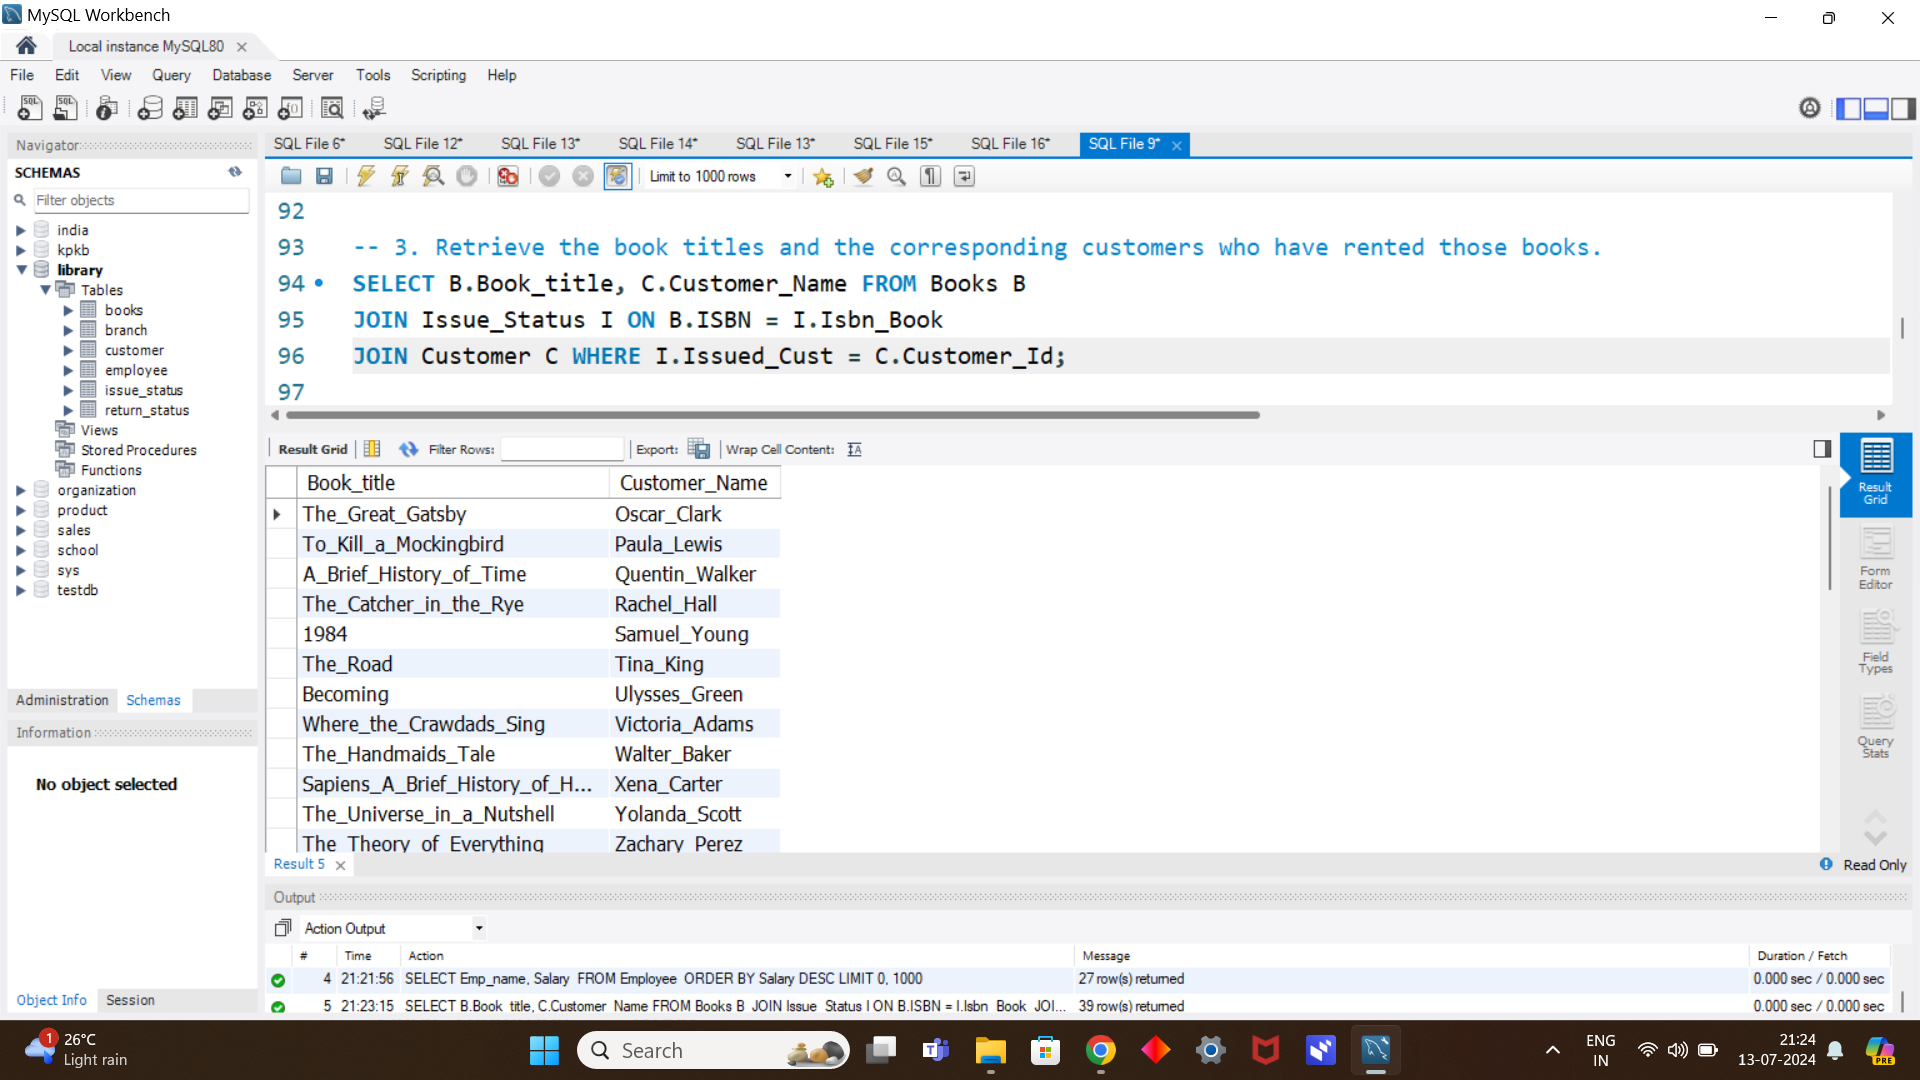 MySQL Workbench
Local instance MySQL80
File Edit View Query Database Server Tools Scripting Help
Navigator
SCHEMAS
Filter objects
india
kpkb
library
Tables
books
branch
customer
employee
issue_status
return_status
Views
Stored Procedures
Functions
organization
product
sales
school
sys
testdb
Administration Schemas
Information
No object selected
Object Info Session
SQL File 6* SQL File 12* SQL File 13* SQL File 14* SQL File 13* SQL File 15* SQL File 16* SQL File 9*
Limit to 1000 rows
92
93 -- 3. Retrieve the book titles and the corresponding customers who have rented those books.
94 SELECT B.Book_title, C.Customer_Name FROM Books B
95 JOIN Issue_Status I ON B.ISBN = I.Isbn_Book
96 JOIN Customer C WHERE I.Issued_Cust = C.Customer_Id;
97
Result Grid Filter Rows: Export: Wrap Cell Content:
Book_title Customer_Name
The_Great_Gatsby Oscar_Clark
To_Kill_a_Mockingbird Paula_Lewis
A_Brief_History_of_Time Quentin_Walker
The_Catcher_in_the_Rye Rachel_Hall
1984 Samuel_Young
The_Road Tina_King
Becoming Ulysses_Green
Where_the_Crawdads_Sing Victoria_Adams
The_Handmaids_Tale Walter_Baker
Sapiens_A_Brief_History_of_H... Xena_Carter
The_Universe_in_a_Nutshell Yolanda_Scott
The_Theory_of_Everything Zachary_Perez
Result Grid
Form Editor
Field Types
Query Stats
Result 5
Read Only
Output
Action Output
# Time Action Message Duration / Fetch
4 21:21:56 SELECT Emp_name, Salary FROM Employee ORDER BY Salary DESC LIMIT 0, 1000 27 row(s) returned 0.000 sec / 0.000 sec
5 21:23:15 SELECT B.Book_title, C.Customer_Name FROM Books B JOIN Issue_Status I ON B.ISBN = I.Isbn_Book JOI... 39 row(s) returned 0.000 sec / 0.000 sec
1
26°C
Light rain
Search
ENG
IN
21:24
13-07-2024
PRE